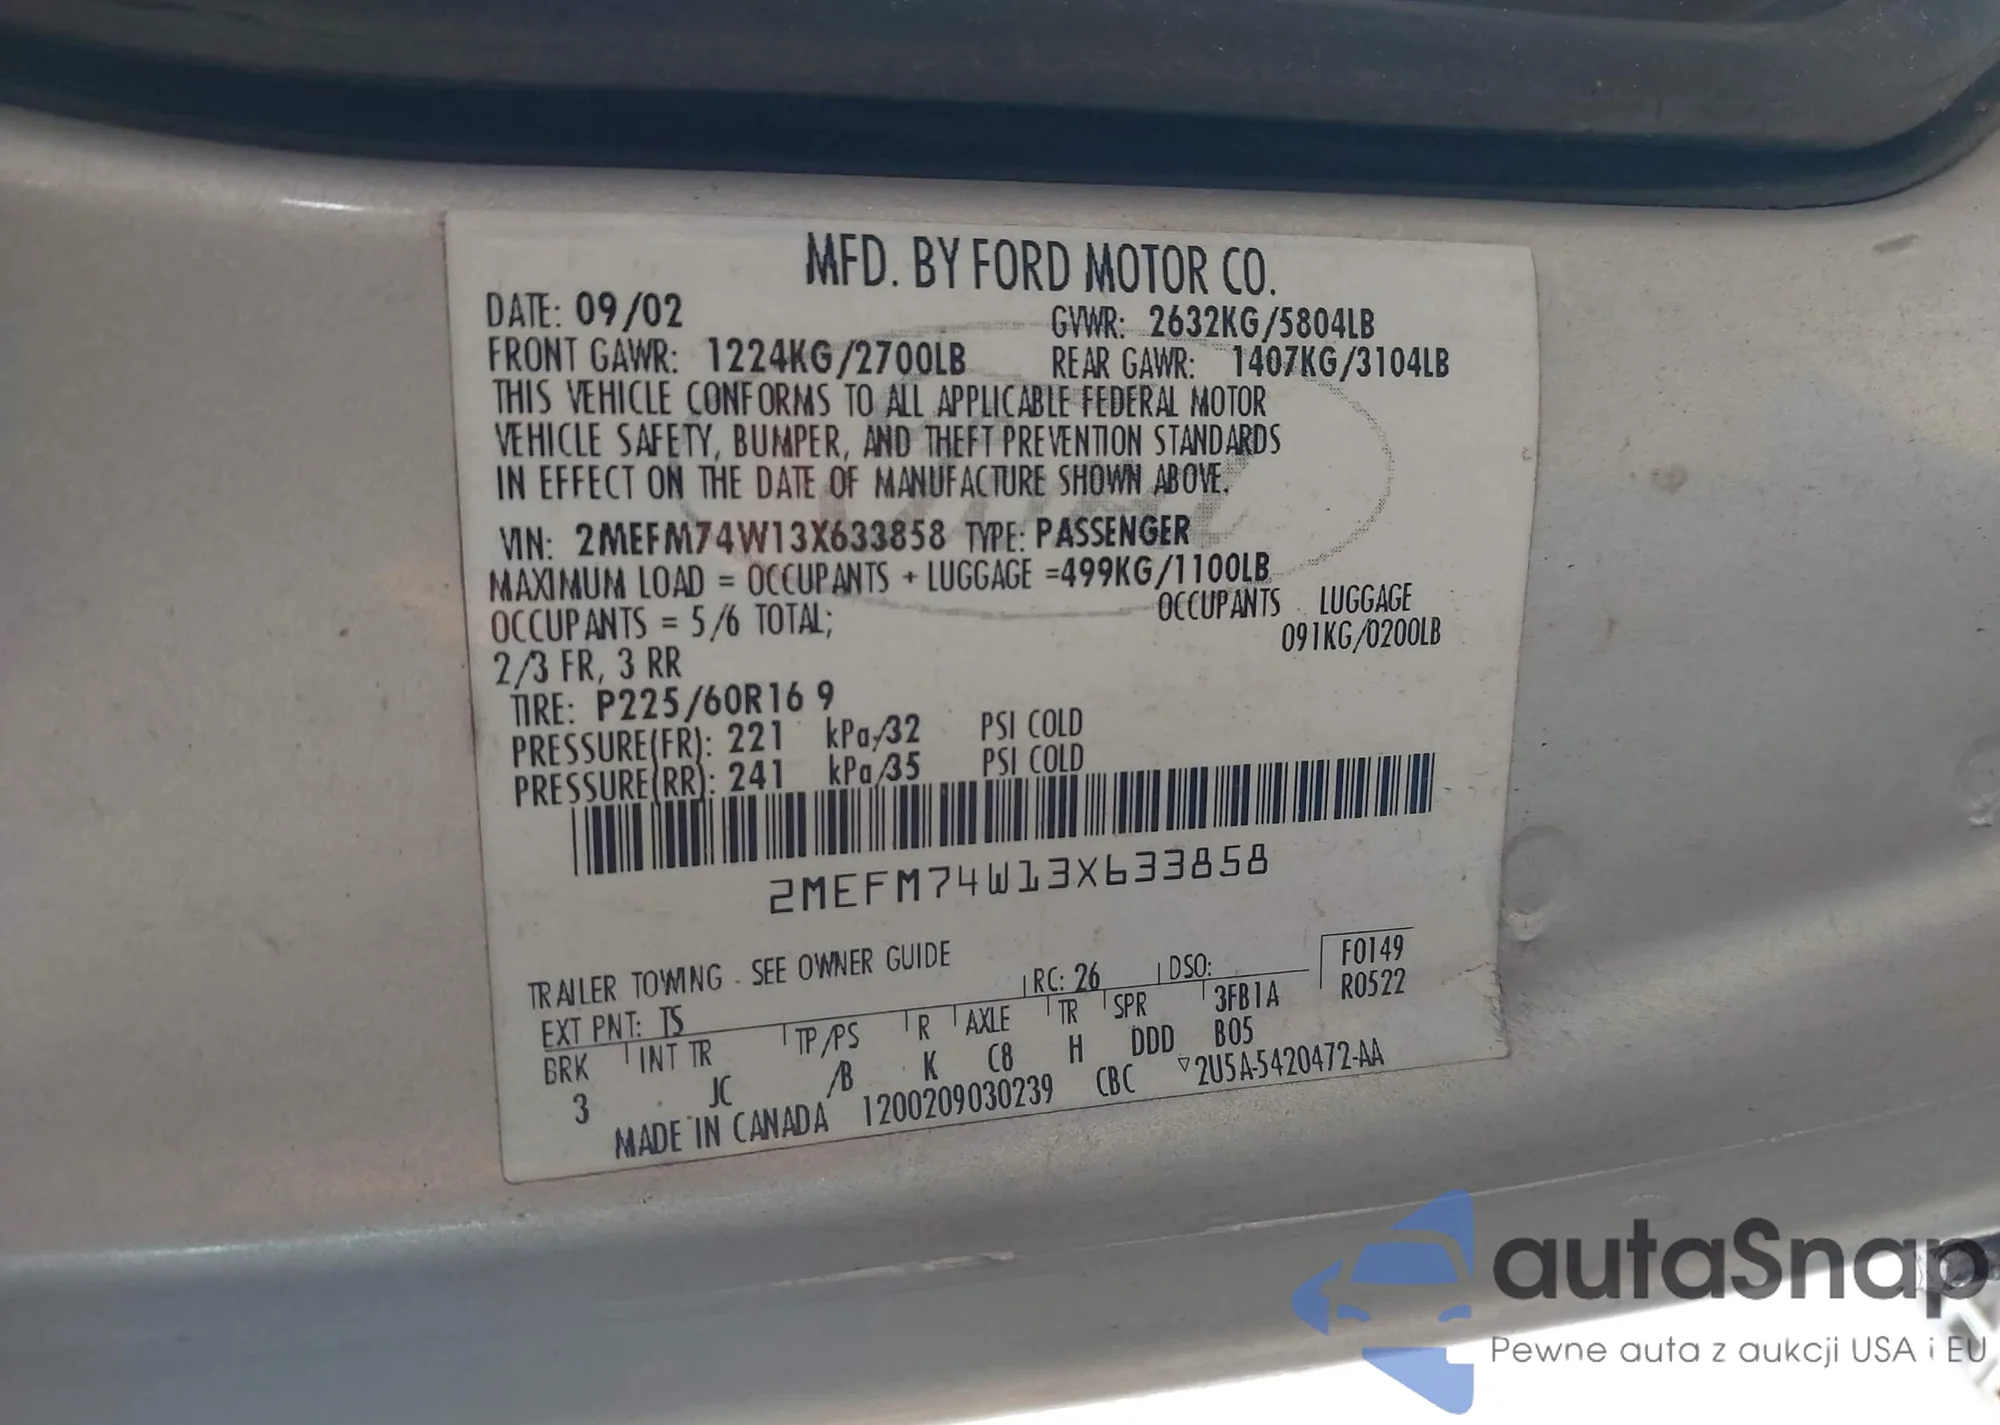 MFD. BY FORD MOTOR CO.
DATE: 09/02 GVWR: 2632KG/5804LB
FRONT GAWR: 1224KG/2700LB REAR GAWR: 1407KG/3104LB
THIS VEHICLE CONFORMS TO ALL APPLICABLE FEDERAL MOTOR
VEHICLE SAFETY, BUMPER, AND THEFT PREVENTION STANDARDS
IN EFFECT ON THE DATE OF MANUFACTURE SHOWN ABOVE.
VIN: 2MEFM74W13X633858 TYPE: PASSENGER
MAXIMUM LOAD = OCCUPANTS + LUGGAGE =499KG/1100LB
OCCUPANTS = 5/6 TOTAL; OCCUPANTS LUGGAGE
2/3 FR, 3 RR 091KG/0200LB
TIRE: P225/60R16 9
PRESSURE(FR): 221 kPa/32 PSI COLD
PRESSURE(RR): 241 kPa/35 PSI COLD
2MEFM74W13X633858
TRAILER TOWING - SEE OWNER GUIDE
F0149
EXT PNT: TS RC: 26 DSO: R0522
BRK INT TR TP/PS R AXLE TR SPR 3FB1A
3 JC /B K C8 H DDD B05
MADE IN CANADA 1200209030239 CBC ▽2U5A-5420472-AA
Ford
autaSnap
Pewne auta z aukcji USA i EU